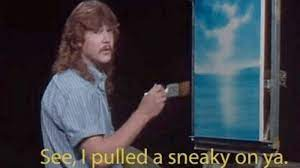 See, I pulled a sneaky on ya.